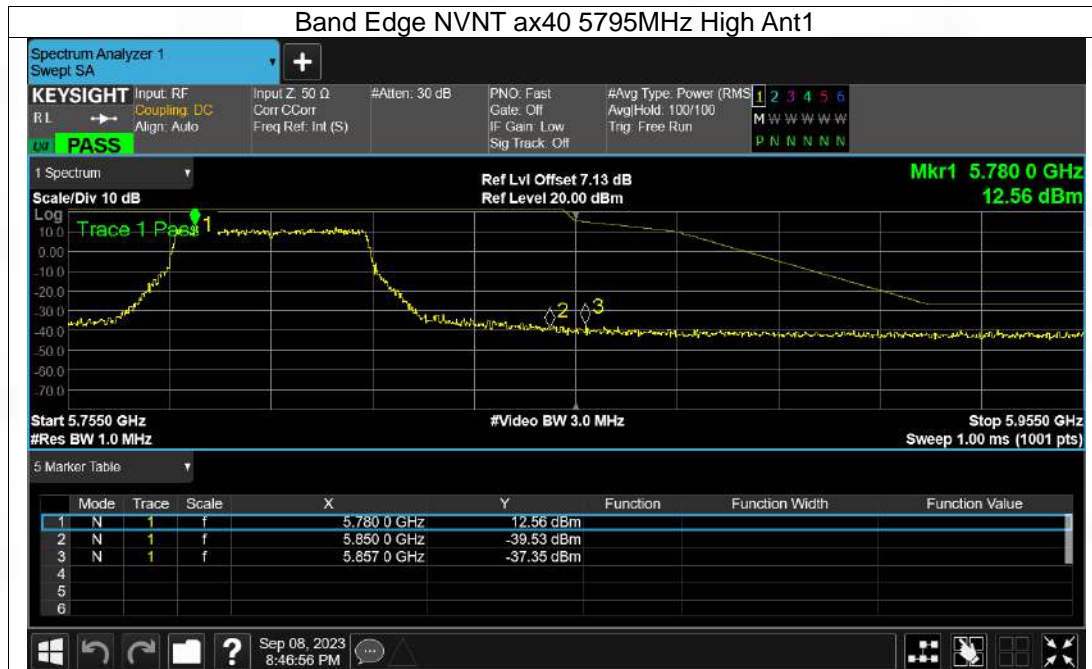 Band Edge NVNT ax40 5795MHz High Ant1
Spectrum Analyzer 1
Swept SA
+
KEYSIGHT Input: RF Input Z: 50 Ω #Atten: 30 dB PNO: Fast #Avg Type: Power (RMS 1 2 3 4 5 6
RL Coupling: DC Corr CCorr Gate: Off Avg|Hold: 100/100 M W W W W W
Align: Auto Freq Ref: Int (S) IF Gain: Low Trig: Free Run
Sig Track: Off P N N N N N
LXI PASS
1 Spectrum Ref Lvl Offset 7.13 dB Mkr1 5.780 0 GHz
Scale/Div 10 dB Ref Level 20.00 dBm 12.56 dBm
Log
Trace 1 Pass 1
10.0
0.00
-10.0
-20.0
-30.0
2 3
-40.0
-50.0
-60.0
-70.0
Start 5.7550 GHz #Video BW 3.0 MHz Stop 5.9550 GHz
#Res BW 1.0 MHz Sweep 1.00 ms (1001 pts)
5 Marker Table
Mode Trace Scale X Y Function Function Width Function Value
1 N 1 f 5.780 0 GHz 12.56 dBm
2 N 1 f 5.850 0 GHz -39.53 dBm
3 N 1 f 5.857 0 GHz -37.35 dBm
4
5
6
? Sep 08, 2023
8:46:56 PM